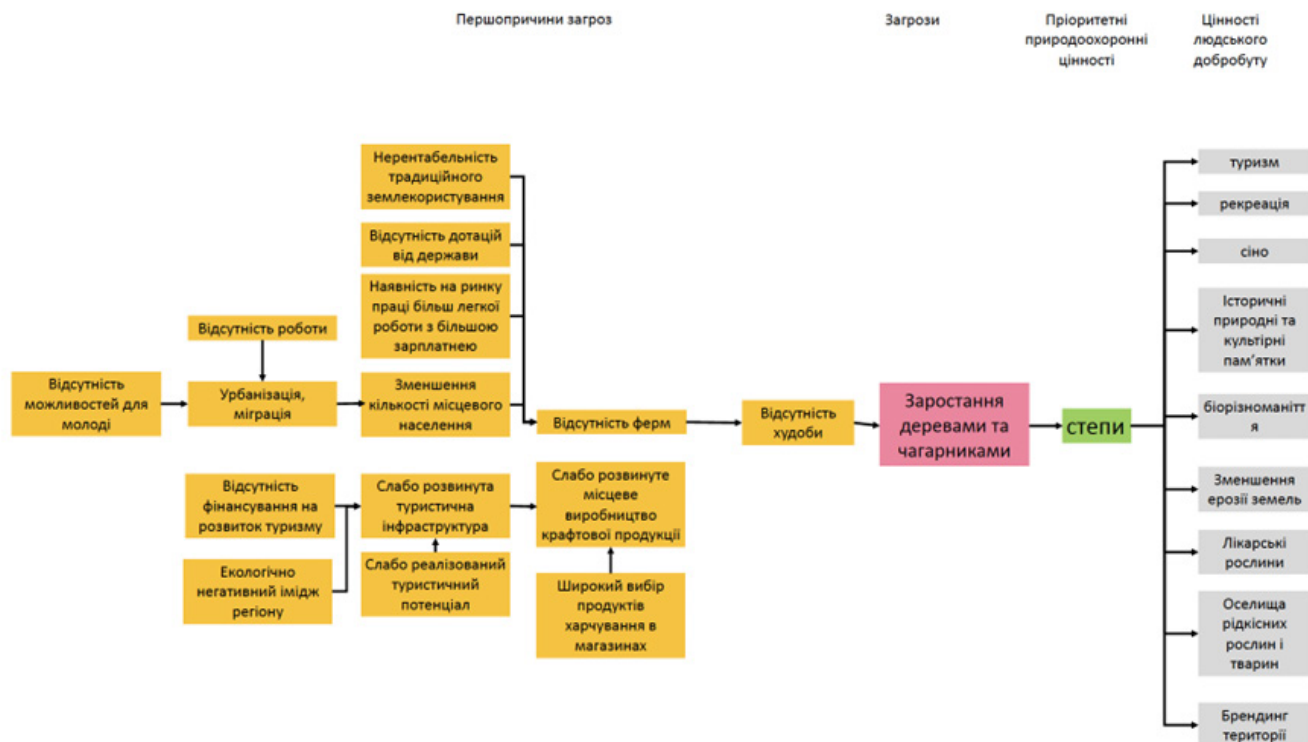 Першопричини загроз
Загрози
Пріоритетні
природоохоронні
цінності
Цінності
людського
добробуту
Нерентабельність
традиційного
землекористування
Відсутність дотацій
від держави
Наявність на ринку
праці більш легкої
роботи з більшою
зарплатнею
Відсутність роботи
Відсутність
можливостей для
молоді
Урбанізація,
міграція
Зменшення
кількості місцевого
населення
Відсутність ферм
Відсутність
худоби
Заростання
деревами та
чагарниками
степи
Відсутність
фінансування на
розвиток туризму
Слабо розвинута
туристична
інфраструктура
Слабо розвинуте
місцеве
виробництво
крафтової продукції
Екологічно
негативний імідж
регіону
Слабо реалізований
туристичний
потенціал
Широкий вибір
продуктів
харчування в
магазинах
туризм
рекреація
сіно
Історичні
природні та
культурні
пам’ятки
біорізноманітт
я
Зменшення
ерозії земель
Лікарські
рослини
Оселища
рідкісних
рослин і
тварин
Брендинг
території